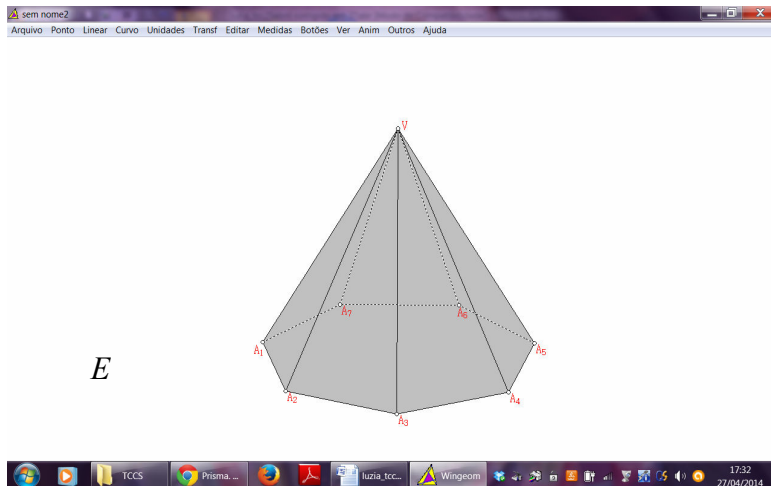 sem nome2
Arquivo Ponto Linear Curvo Unidades Transf Editar Medidas Botões Ver Anim Outros Ajuda
V
A7 A6
A1 A5
E
A2 A4
A3
TCCS Prisma. ... luzia_tcc... Wingeom 17:32
27/04/2014